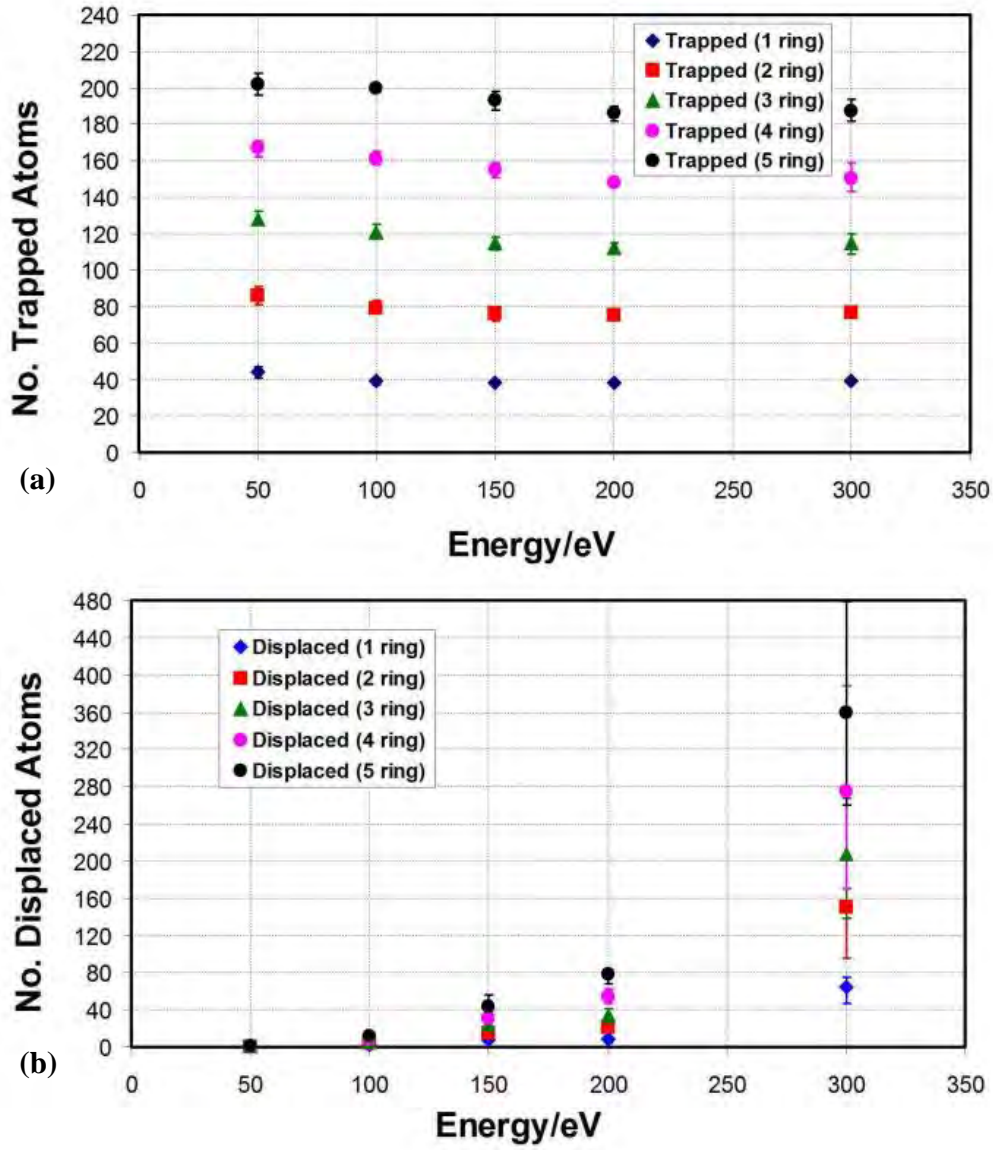 240
220
200
180
160
140
120
100
80
60
40
20
0
No. Trapped Atoms
Trapped (1 ring)
Trapped (2 ring)
Trapped (3 ring)
Trapped (4 ring)
Trapped (5 ring)
(a)
0 50 100 150 200 250 300 350
Energy/eV
480
440
400
360
320
280
240
200
160
120
80
40
0
No. Displaced Atoms
Displaced (1 ring)
Displaced (2 ring)
Displaced (3 ring)
Displaced (4 ring)
Displaced (5 ring)
(b)
0 50 100 150 200 250 300 350
Energy/eV